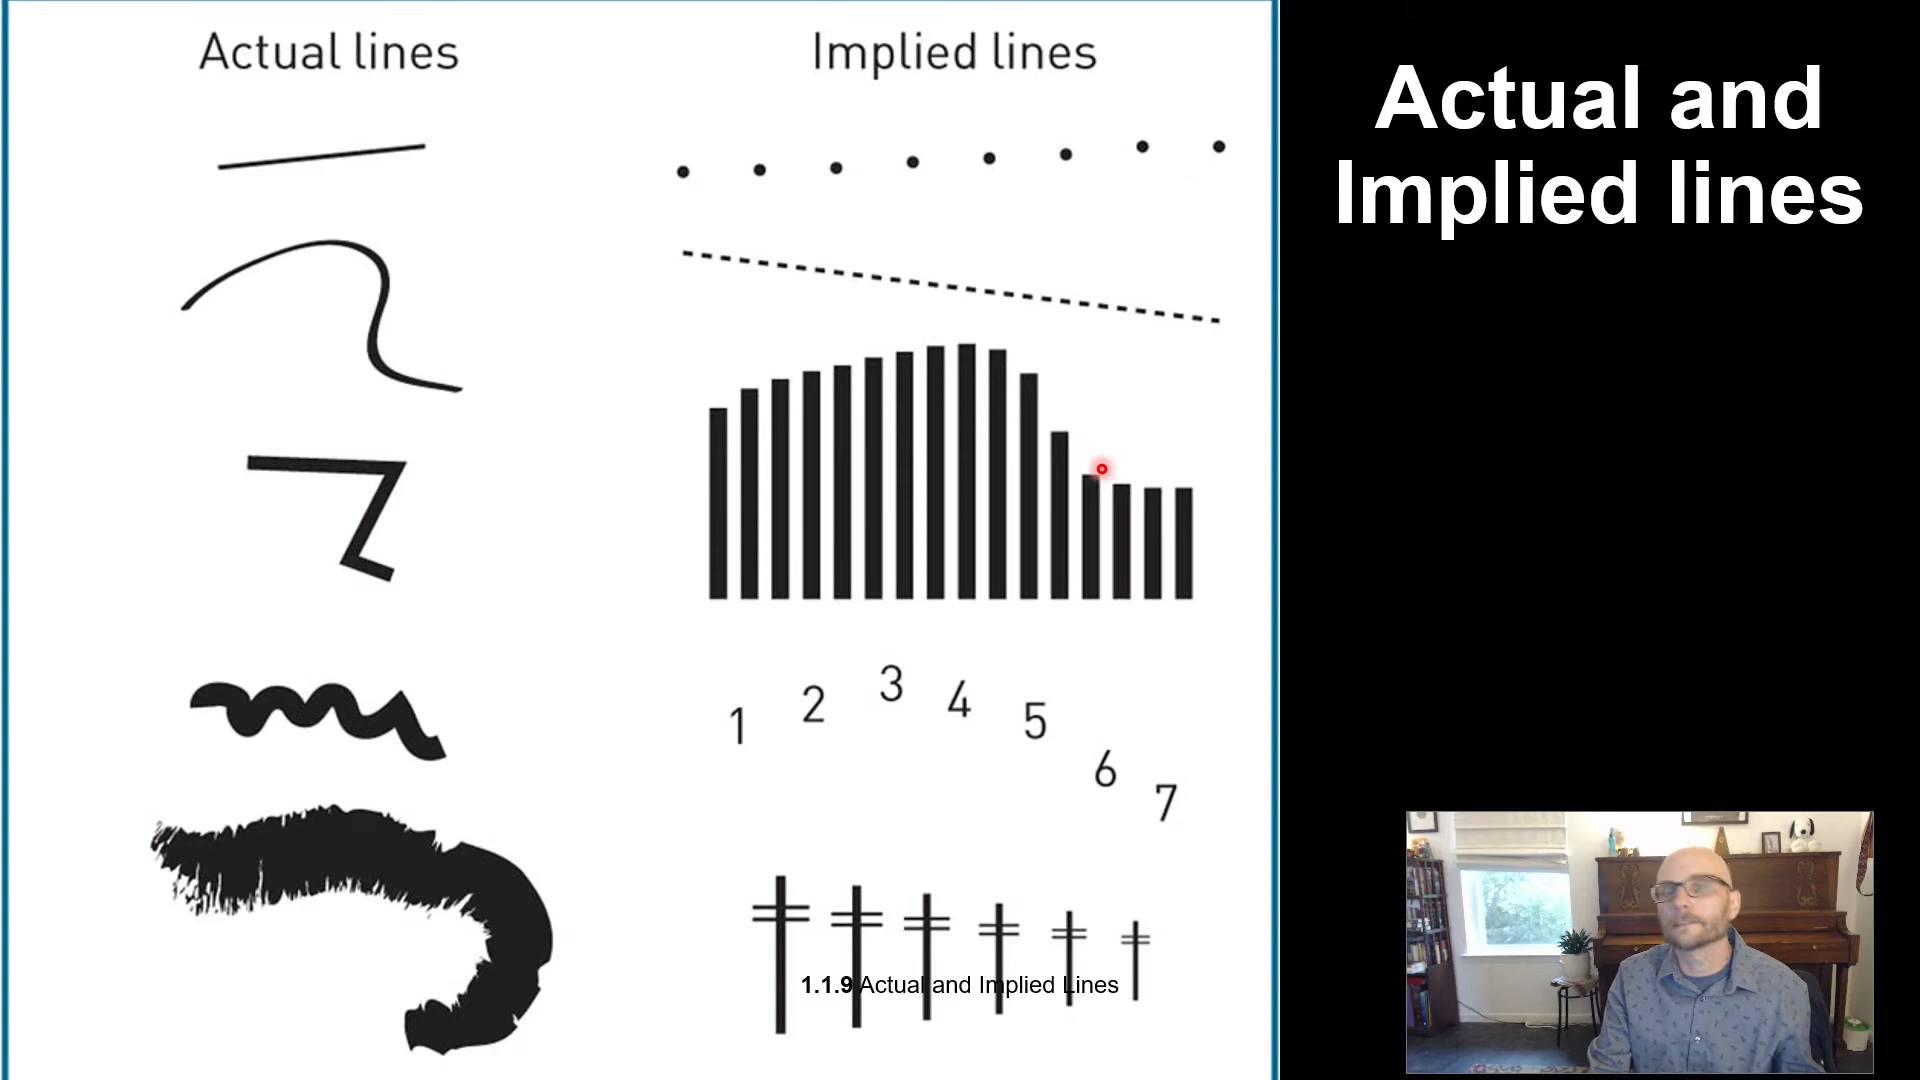 Actual lines
Implied lines
1
2
3
4
5
6
7
1.1.9 Actual and Implied Lines
Actual and
Implied lines